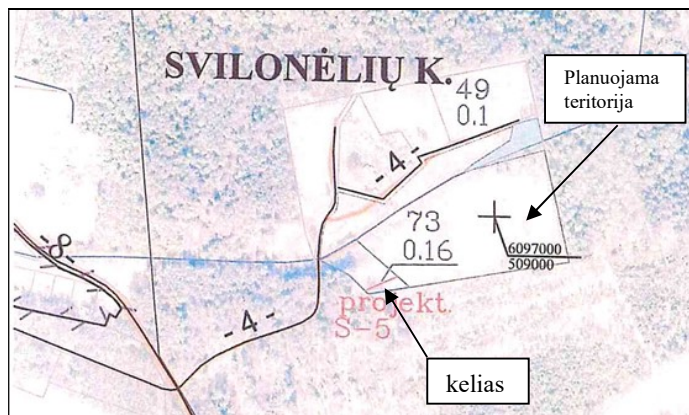 SVILONĖLIŲ K.
Planuojama
teritorija
49
0.1
- 4 -
73
0.16
6097000
509000
-8-
projekt.
S-5
- 4 -
kelias